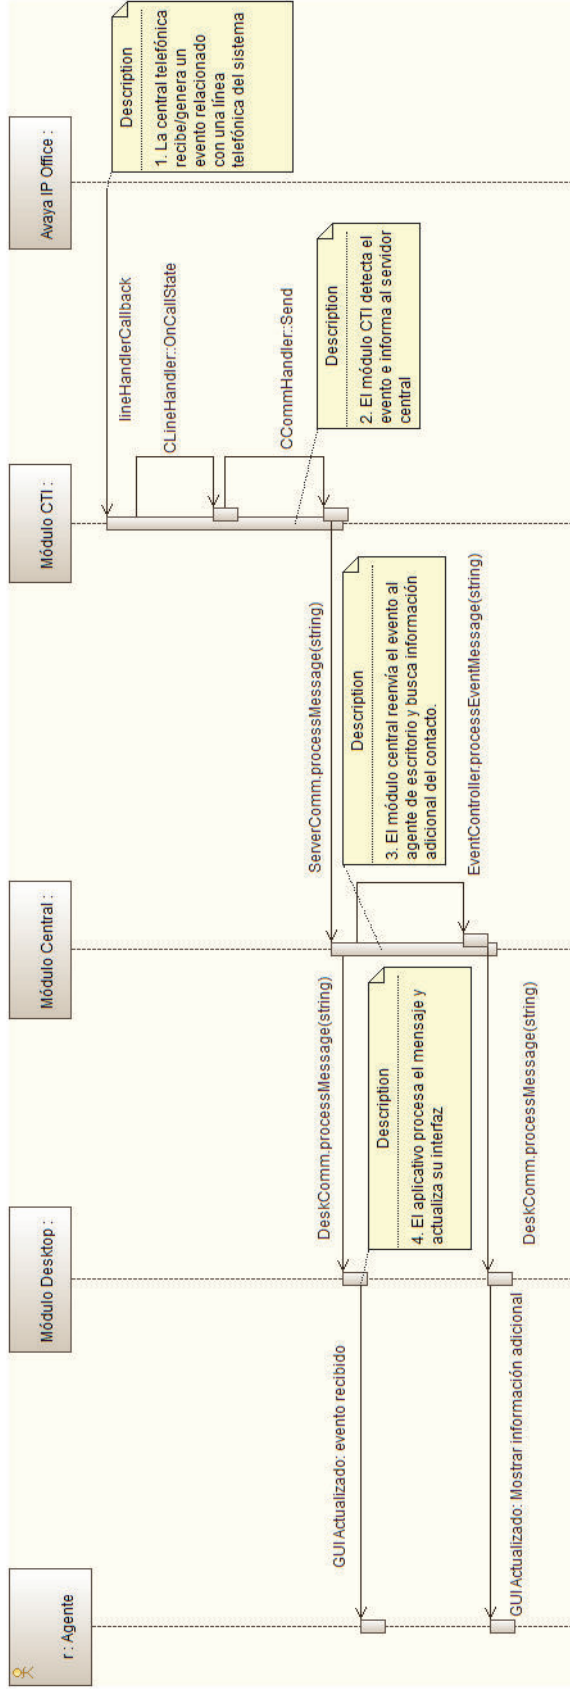 r : Agente
Módulo Desktop :
Módulo Central :
Módulo CTI :
Avaya IP Office :
Description
1. La central telefónica
recibe/genera un
evento relacionado
con una línea
telefónica del sistema
lineHandlerCallback
CLineHandler::OnCallState
CCommHandler::Send
Description
2. El módulo CTI detecta el
evento e informa al servidor
central
ServerComm.processMessage(string)
Description
3. El módulo central reenvía el evento al
agente de escritorio y busca información
adicional del contacto.
EventController.processEventMessage(string)
DeskComm.processMessage(string)
Description
4. El aplicativo procesa el mensaje y
actualiza su interfaz
DeskComm.processMessage(string)
GUI Actualizado: evento recibido
GUI Actualizado: Mostrar información adicional